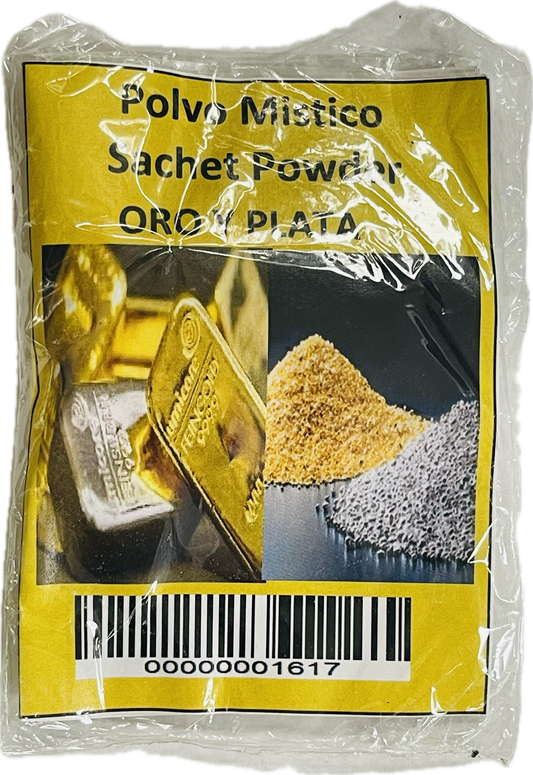 Polvo Mistico
Sachet Powder
ORO Y PLATA
00000001617